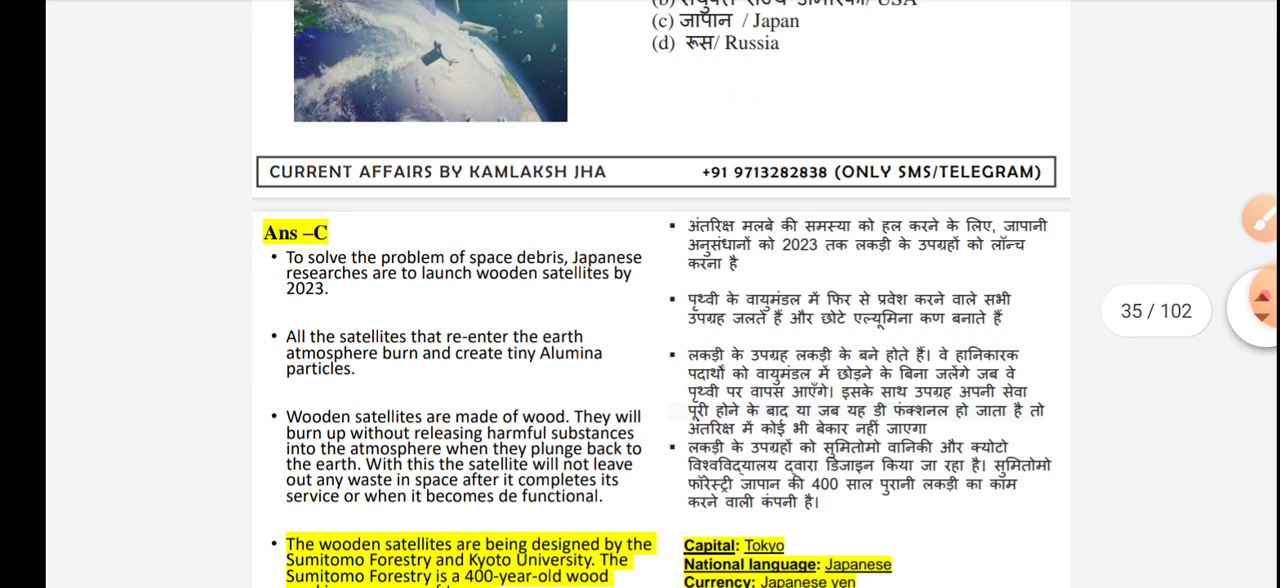 (b) संयुक्त राज्य अमेरिका/ USA
(c) जापान / Japan
(d) रूस/ Russia
CURRENT AFFAIRS BY KAMLAKSH JHA
+91 9713282838 (ONLY SMS/TELEGRAM)
Ans –C
• To solve the problem of space debris, Japanese
researches are to launch wooden satellites by
2023.
• All the satellites that re-enter the earth
atmosphere burn and create tiny Alumina
particles.
• Wooden satellites are made of wood. They will
burn up without releasing harmful substances
into the atmosphere when they plunge back to
the earth. With this the satellite will not leave
out any waste in space after it completes its
service or when it becomes de functional.
• The wooden satellites are being designed by the
Sumitomo Forestry and Kyoto University. The
Sumitomo Forestry is a 400-year-old wood
▪ अंतरिक्ष मलबे की समस्या को हल करने के लिए, जापानी
अनुसंधानों को 2023 तक लकड़ी के उपग्रहों को लॉन्च
करना है
▪ पृथ्वी के वायुमंडल में फिर से प्रवेश करने वाले सभी
उपग्रह जलते हैं और छोटे एल्यूमिना कण बनाते हैं
▪ लकड़ी के उपग्रह लकड़ी के बने होते हैं। वे हानिकारक
पदार्थों को वायुमंडल में छोड़ने के बिना जलेंगे जब वे
पृथ्वी पर वापस आएँगे। इसके साथ उपग्रह अपनी सेवा
पूरी होने के बाद या जब यह डी फंक्शनल हो जाता है तो
अंतरिक्ष में कोई भी बेकार नहीं जाएगा
▪ लकड़ी के उपग्रहों को सुमितोमो वानिकी और क्योटो
विश्वविद्यालय द्वारा डिजाइन किया जा रहा है। सुमितोमो
फॉरेस्ट्री जापान की 400 साल पुरानी लकड़ी का काम
करने वाली कंपनी है।
Capital: Tokyo
National language: Japanese
Currency: Japanese yen
35 / 102